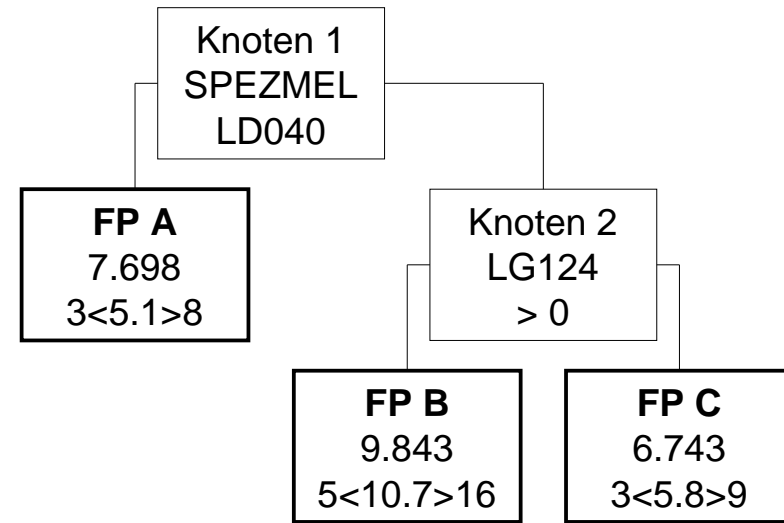 Knoten 1
SPEZMEL
LD040
FP A
7.698
3<5.1>8
Knoten 2
LG124
> 0
FP B
9.843
5<10.7>16
FP C
6.743
3<5.8>9